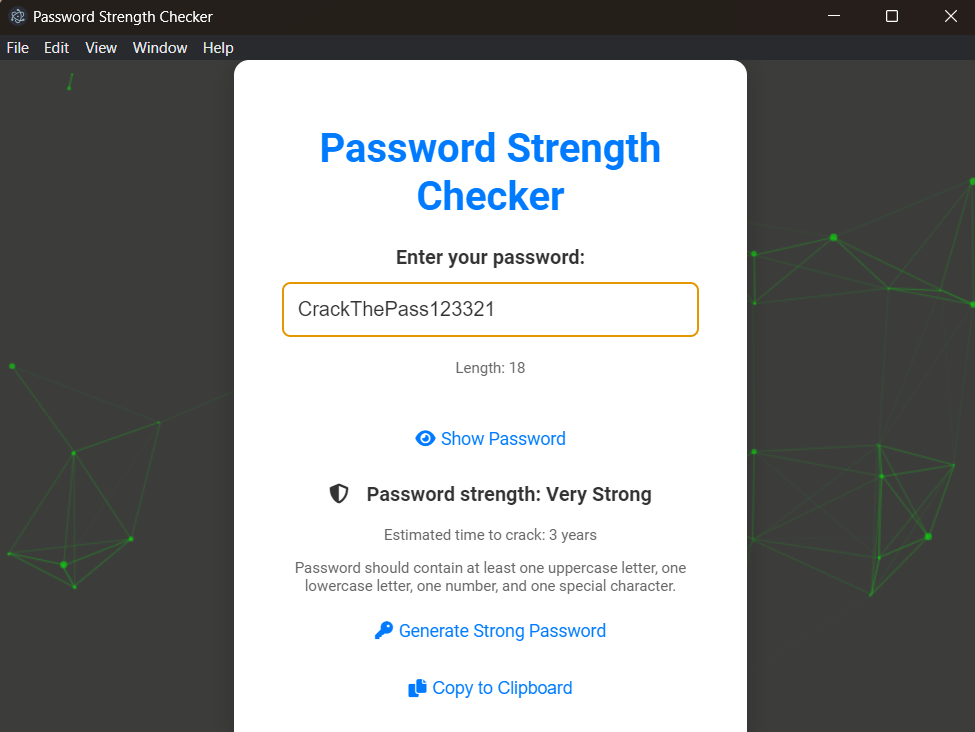 Password Strength Checker
File Edit View Window Help
Password Strength
Checker
Enter your password:
CrackThePass123321
Length: 18
Show Password
Password strength: Very Strong
Estimated time to crack: 3 years
Password should contain at least one uppercase letter, one
lowercase letter, one number, and one special character.
Generate Strong Password
Copy to Clipboard